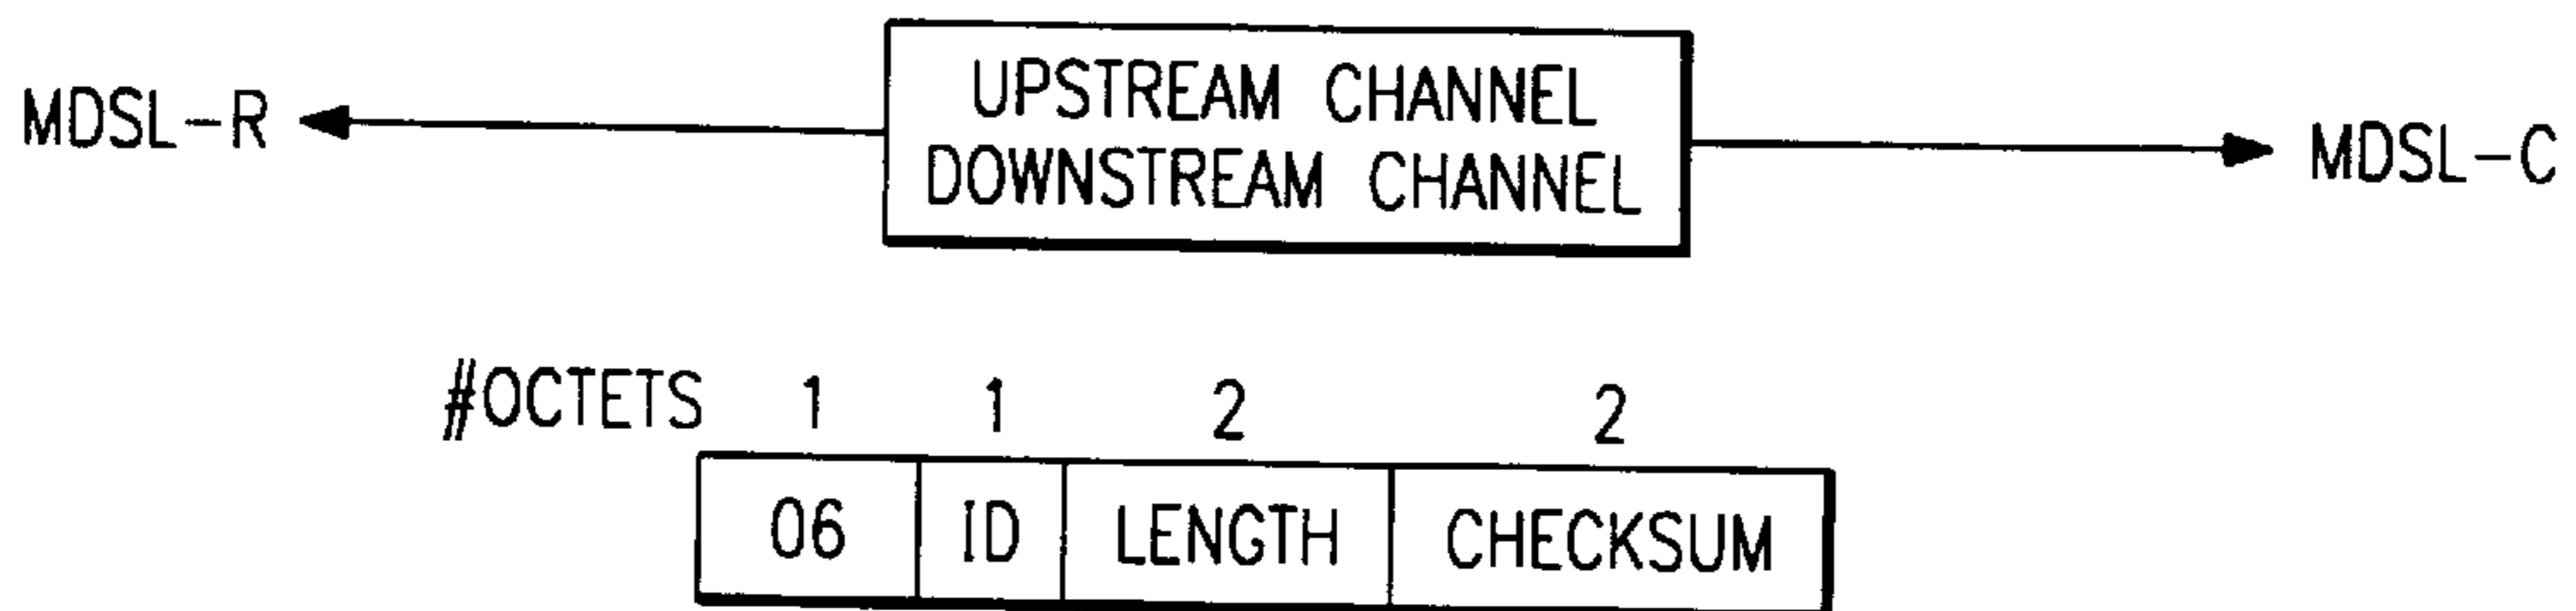 UPSTREAM CHANNEL
MDSL-R
DOWNSTREAM CHANNEL
MDSL-C
#OCTETS 1 1 2 2
06 ID LENGTH CHECKSUM